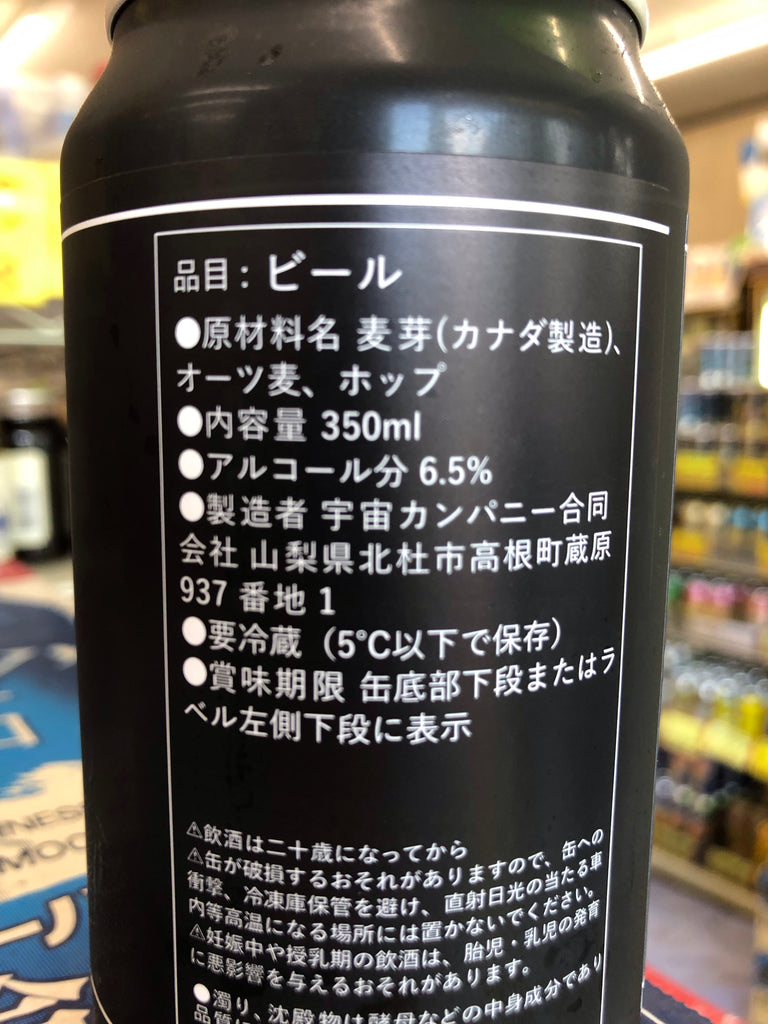 品目：ビール
●原材料名 麦芽(カナダ製造)、
オーツ麦、ホップ
●内容量 350ml
●アルコール分 6.5%
●製造者 宇宙カンパニー合同
会社 山梨県北杜市高根町蔵原
937 番地 1
●要冷蔵（5℃以下で保存）
●賞味期限 缶底部下段またはラ
ベル左側下段に表示
⚠飲酒は二十歳になってから
⚠缶が破損するおそれがありますので、缶への
衝撃、冷凍庫保管を避け、直射日光の当たる車
内等高温になる場所には置かないでください。
⚠妊娠中や授乳期の飲酒は、胎児・乳児の発育
に悪影響を与えるおそれがあります。
●濁り、沈殿物は酵母などの中身成分であり
品質に